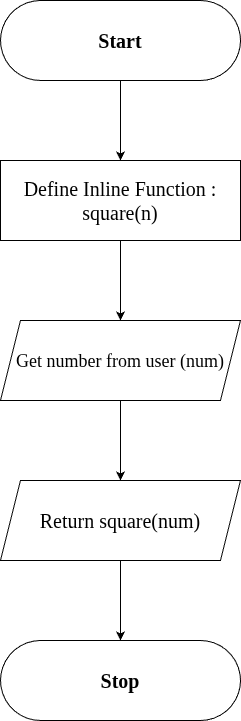 Start
Define Inline Function :
square(n)
Get number from user (num)
Return square(num)
Stop